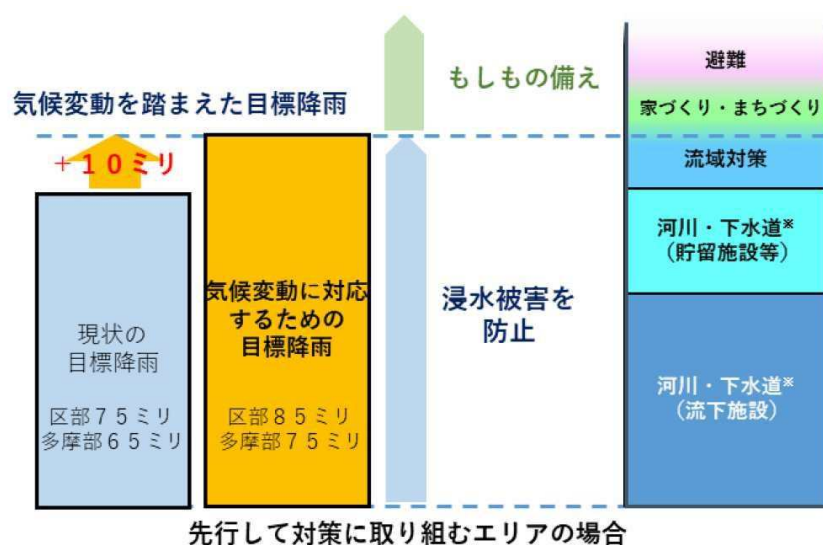 気候変動を踏まえた目標降雨
+10ミリ
現状の
目標降雨
区部75ミリ
多摩部65ミリ
気候変動に対応
するための
目標降雨
区部85ミリ
多摩部75ミリ
もしもの備え
浸水被害を
防止
避難
家づくり・まちづくり
流域対策
河川・下水道※
(貯留施設等)
河川・下水道※
(流下施設)
先行して対策に取り組むエリアの場合